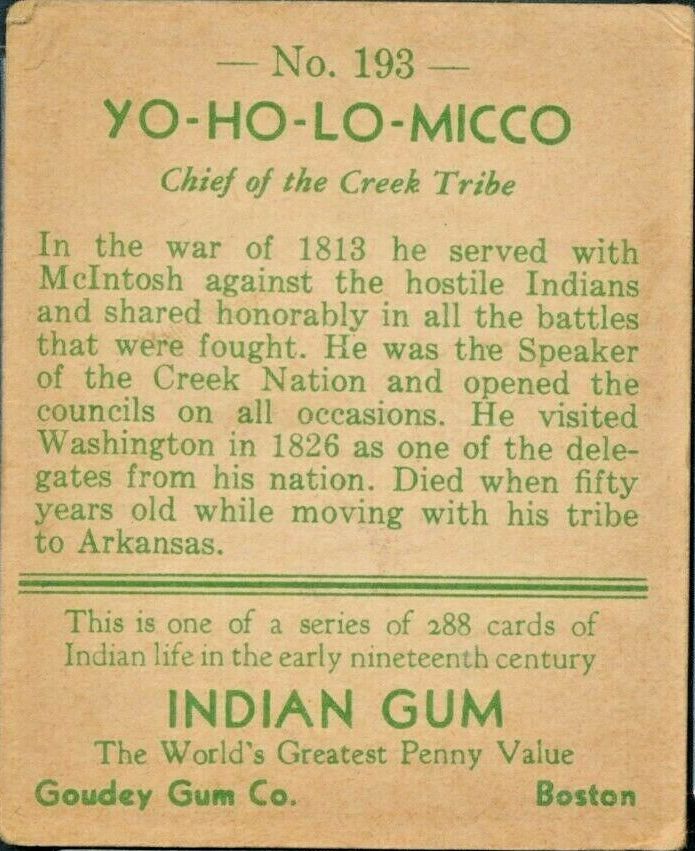 — No. 193 —
YO-HO-LO-MICCO
Chief of the Creek Tribe
In the war of 1813 he served with
McIntosh against the hostile Indians
and shared honorably in all the battles
that were fought. He was the Speaker
of the Creek Nation and opened the
councils on all occasions. He visited
Washington in 1826 as one of the dele-
gates from his nation. Died when fifty
years old while moving with his tribe
to Arkansas.
This is one of a series of 288 cards of
Indian life in the early nineteenth century
INDIAN GUM
The World's Greatest Penny Value
Goudey Gum Co. Boston